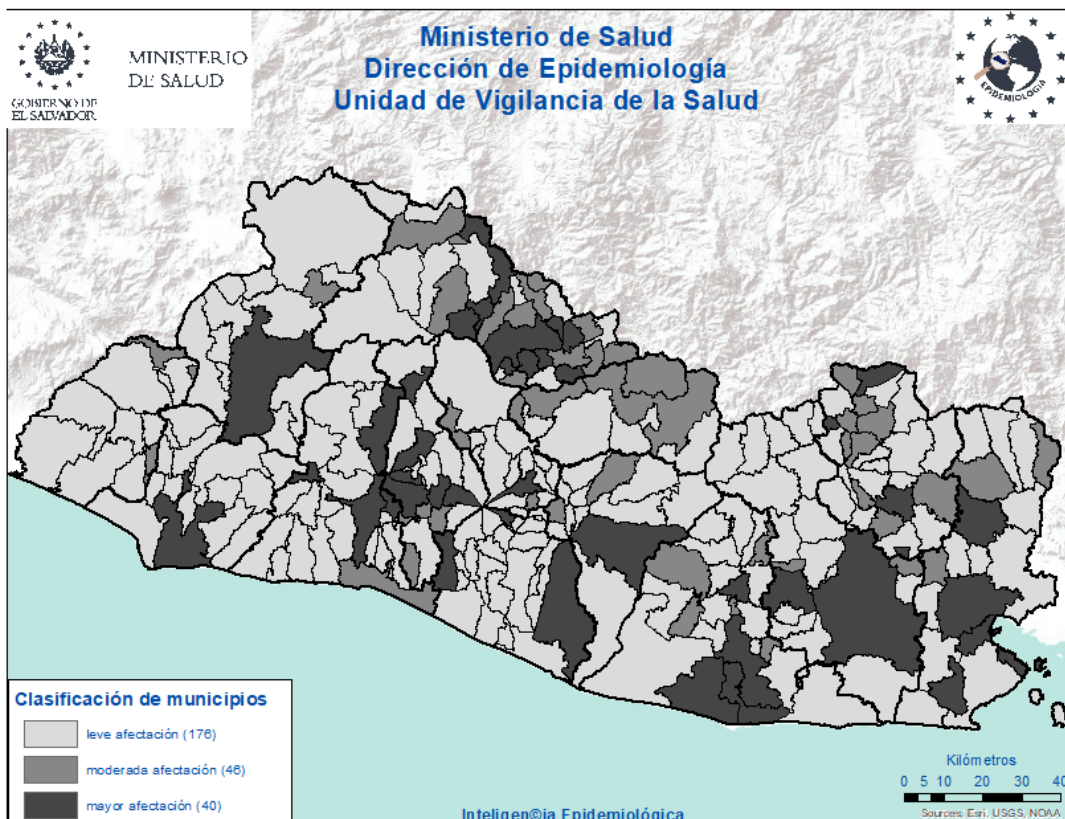 GOBIERNO DE
EL SALVADOR
MINISTERIO
DE SALUD
Ministerio de Salud
Dirección de Epidemiología
Unidad de Vigilancia de la Salud
EPIDEMIOLOGÍA
Clasificación de municipios
leve afectación (176)
moderada afectación (46)
mayor afectación (40)
Kilómetros
0 5 10 20 30 40
Inteligen©ia Epidemiológica
Sources: Esri, USGS, NOAA